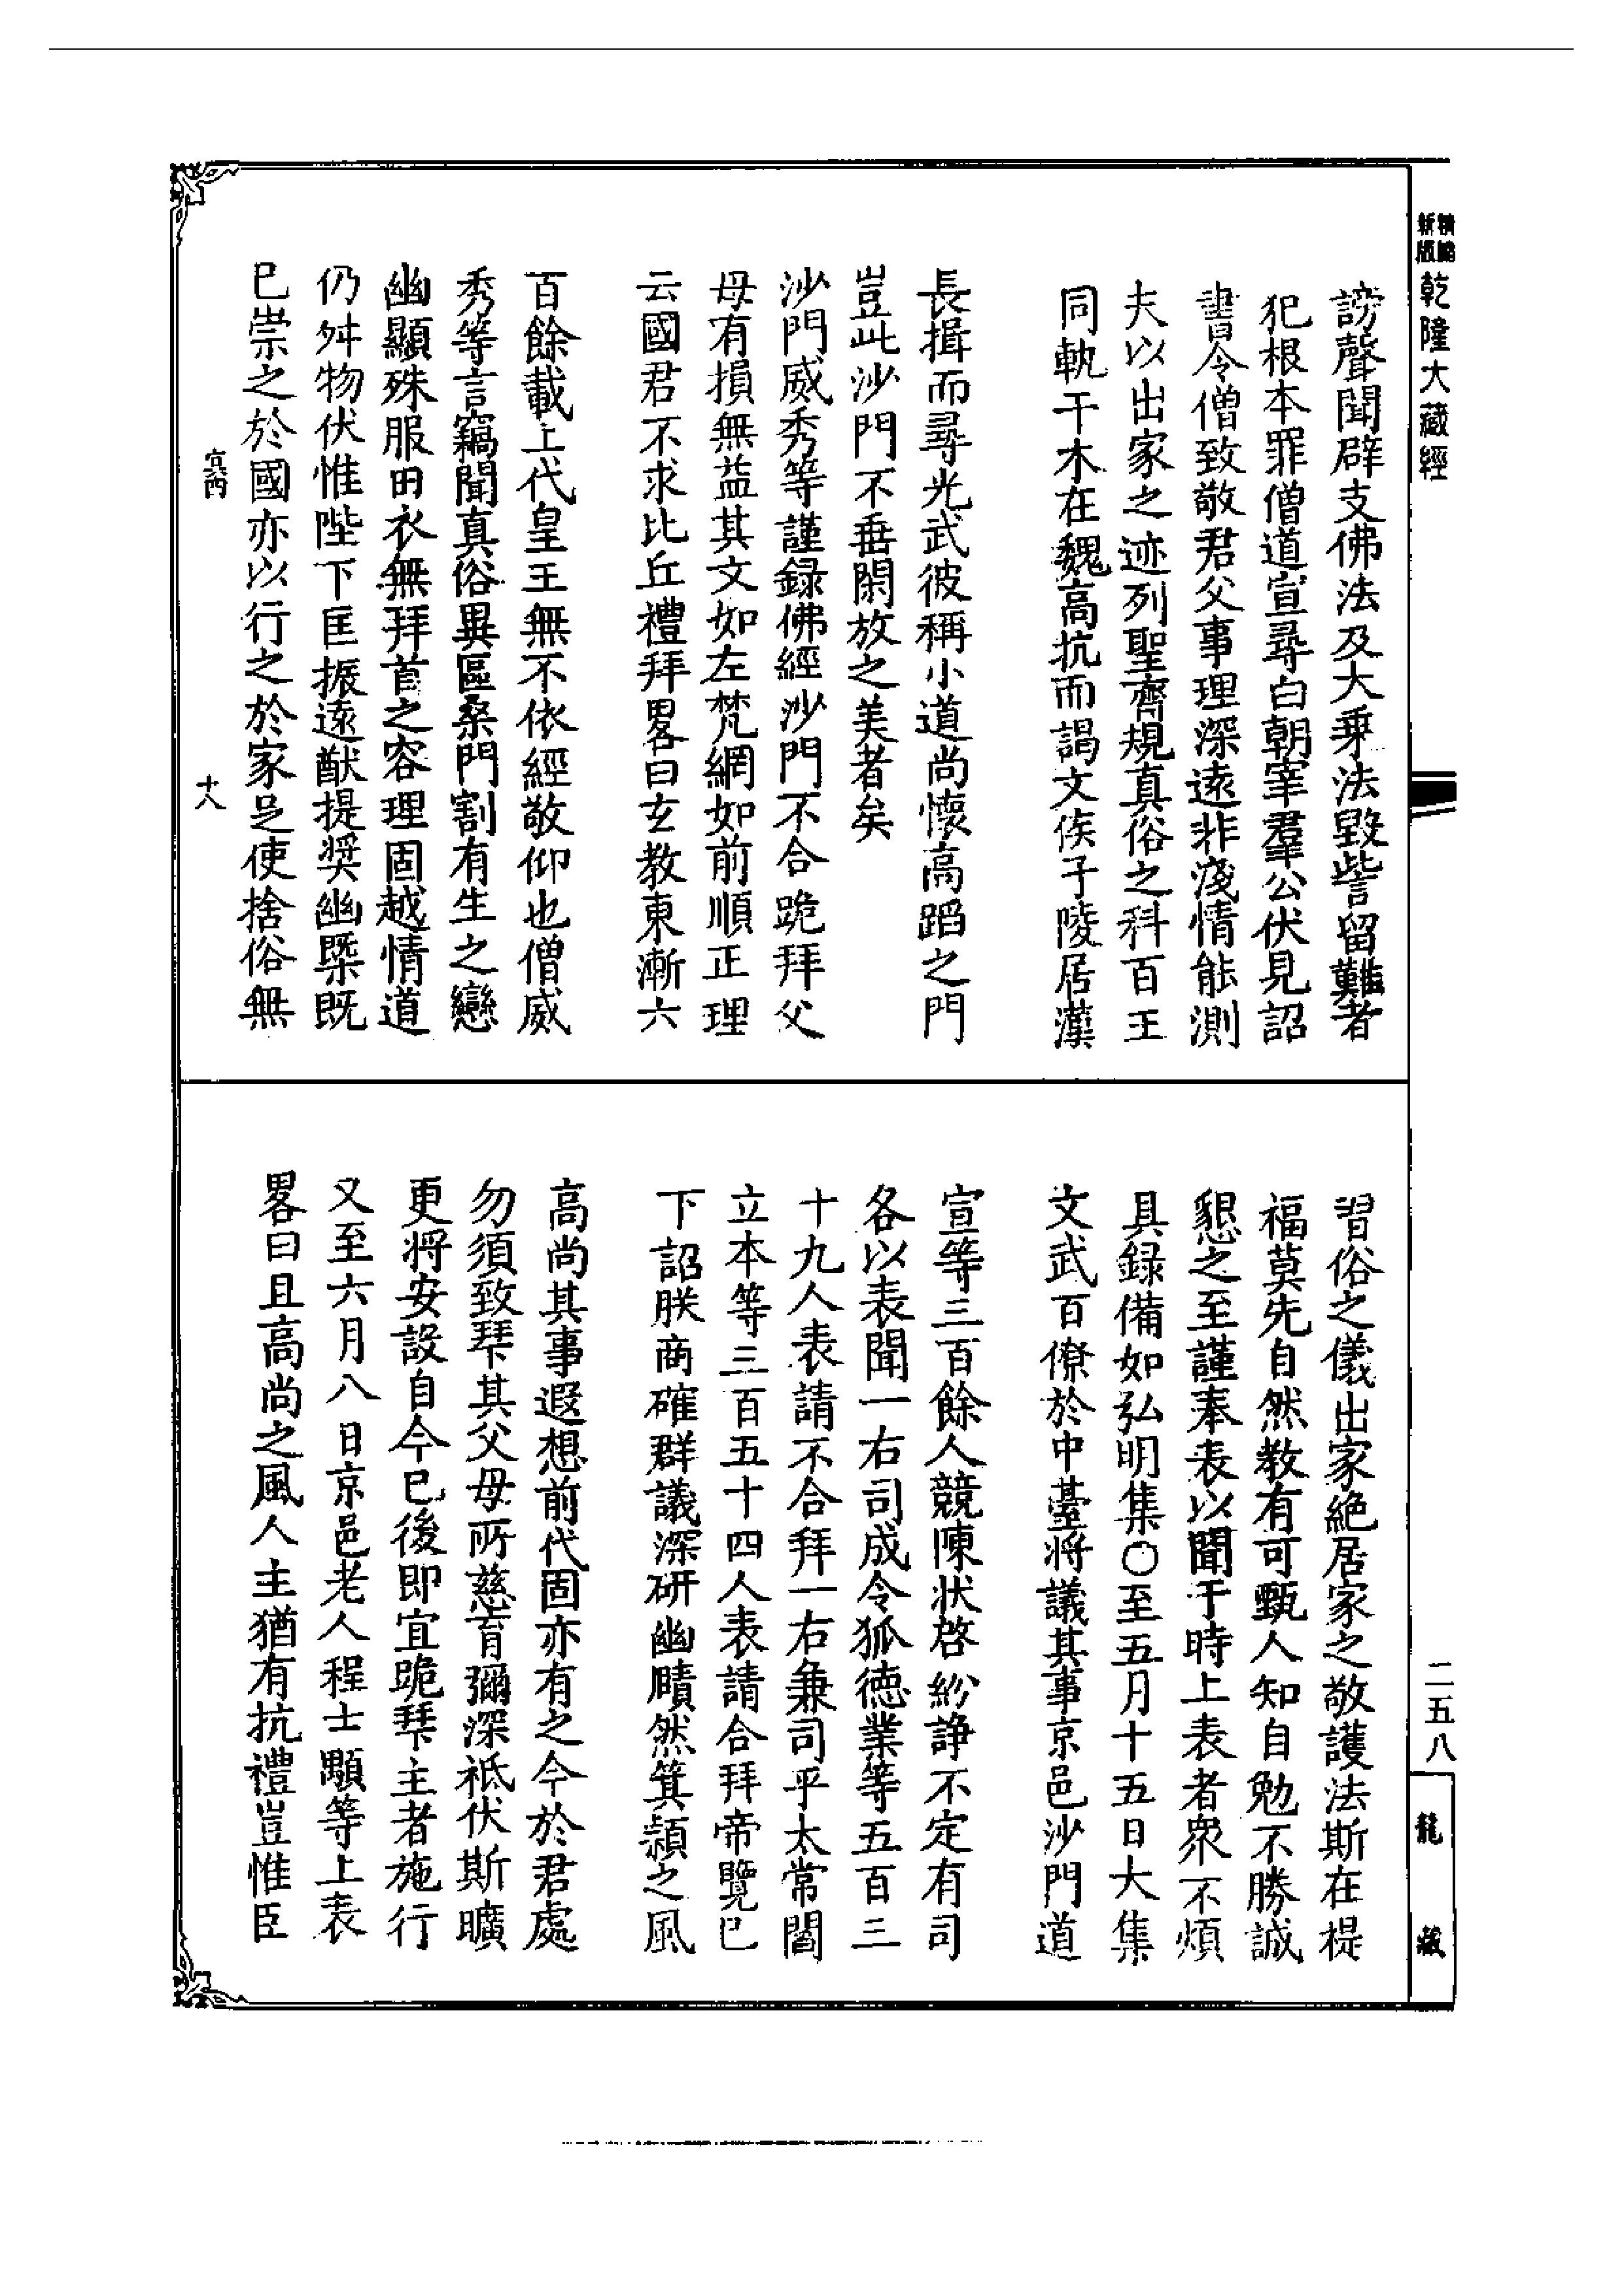 新版
精縮
乾隆大藏經
謗聲聞辟支佛法及大乘法毀訾留難者
犯根本罪僧道宣尋白朝宰羣公伏見詔
書令僧致敬君父事理深遠非淺情能測
夫以出家之迹列聖齊規真俗之科百王
同軌干木在魏高抗而謁文侯子陵居漢
長揖而尋光武彼稱小道尚懷高蹈之門
豈此沙門不垂閑放之美者矣
沙門威秀等謹録佛經沙門不合跪拜父
母有損無益其文如左梵網如前順正理
云國君不求比丘禮拜畧曰玄教東漸六
百餘載上代皇王無不依經敬仰也僧威
秀等言竊聞真俗異區桑門割有生之戀
幽顯殊服田衣無拜首之容理固越情道
仍舛物伏惟陛下匡振遠猷提奨幽槩既
已崇之於國亦以行之於家足使捨俗無
十八
習俗之儀出家絶居家之敬護法斯在禔
福莫先自然教有可甄人知自勉不勝誠
懇之至謹奉表以聞于時上表者衆不煩
具録備如弘明集〇至五月十五日大集
文武百僚於中臺將議其事京邑沙門道
宣等三百餘人競陳狀啓紛諍不定有司
各以表聞一右司成令狐德業等五百三
十九人表請不合拜一右兼司乎太常閻
立本等三百五十四人表請合拜帝覽已
下詔朕商確群議深研幽賾然箕潁之風
高尚其事遐想前代固亦有之今於君處
勿須致拜其父母所慈育彌深祗伏斯曠
更將安設自今已後即宜跪拜主者施行
又至六月八日京邑老人程士顒等上表
畧曰且高尚之風人主猶有抗禮豈惟臣
二五八
龍藏